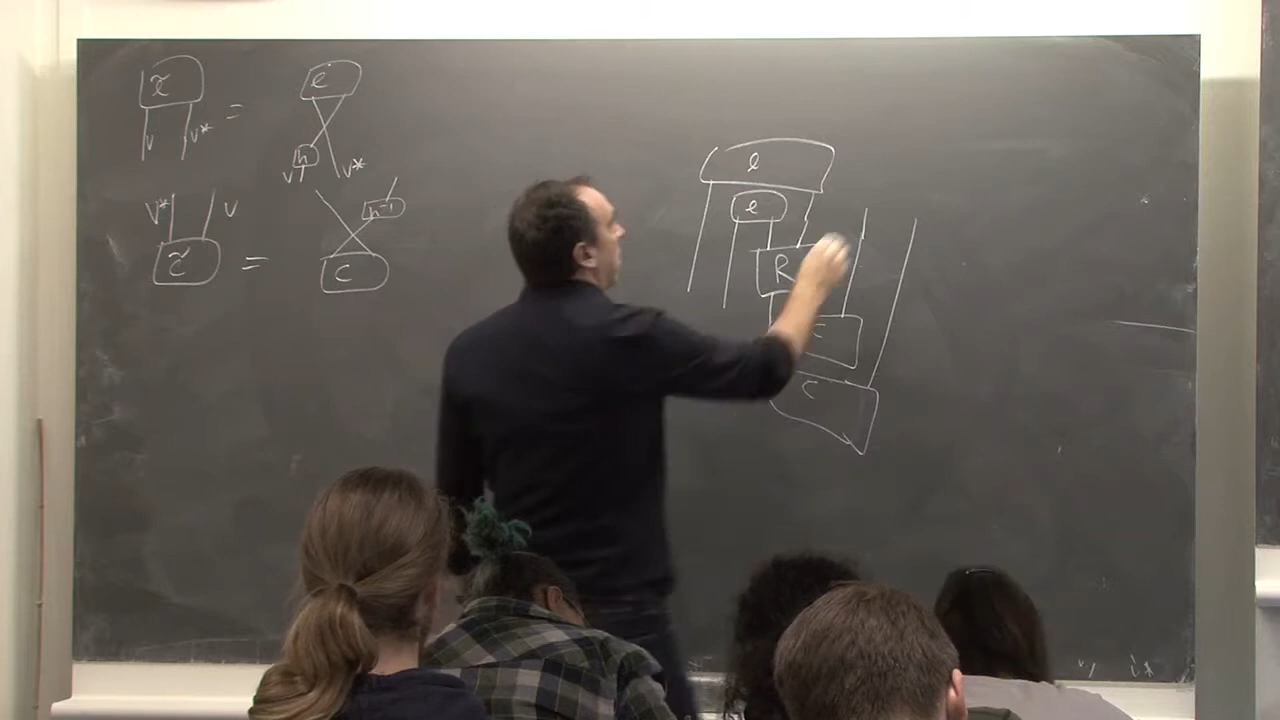 ẽ e
V V* =
h
V V*
V* V h⁻¹
c̃ = c
e
e
R
c
c